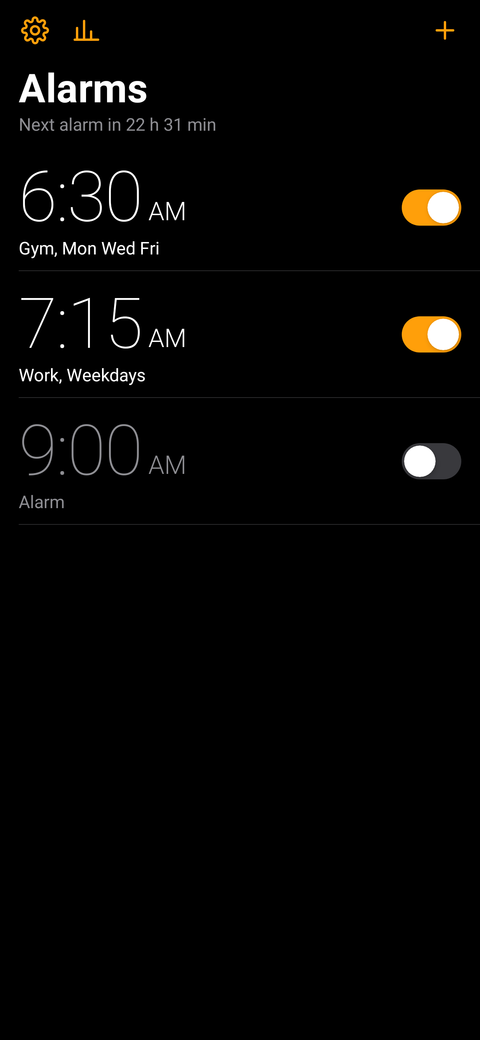 Alarms
Next alarm in 22 h 31 min
6:30 AM
Gym, Mon Wed Fri
7:15 AM
Work, Weekdays
9:00 AM
Alarm